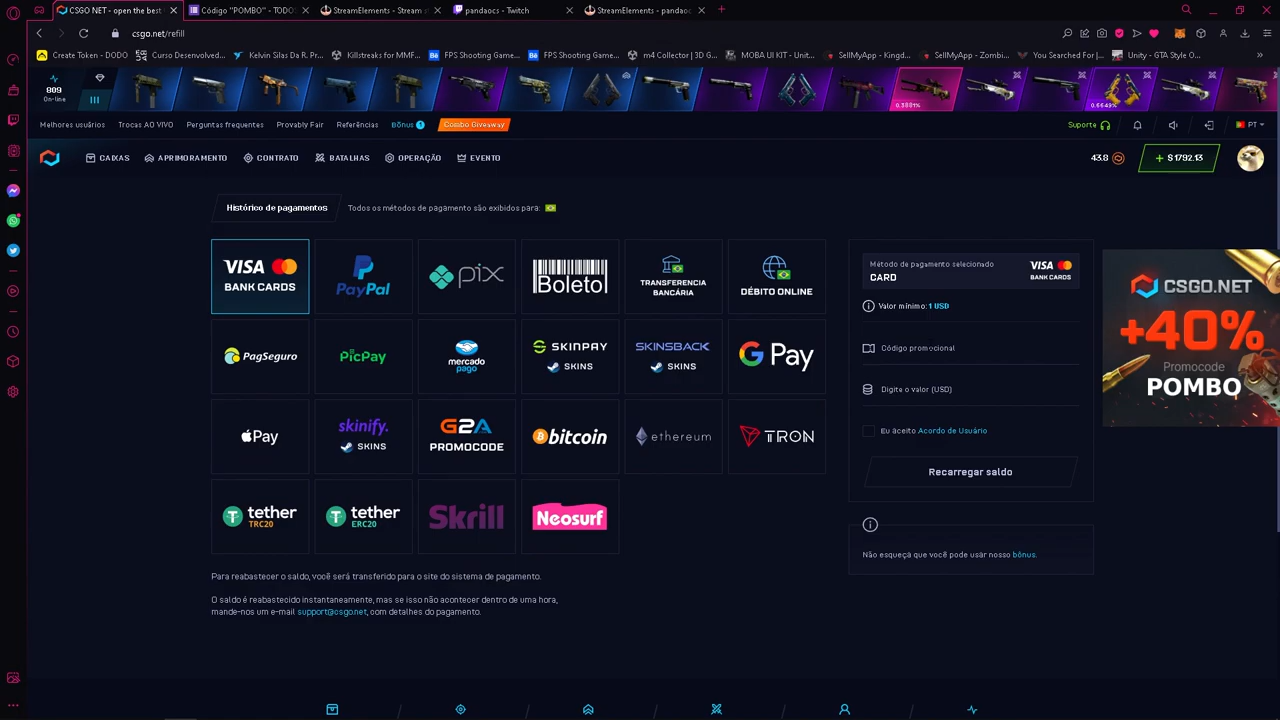 CSGO NET - open the best
Código "POMBO" - TODO
StreamElements - Stream
pandaocs - Twitch
StreamElements - pandaoc
csgo.net/refill
Create Token - DODO
Curso Desenvolved...
Kelvin Silas Da R. Pr...
Killstreaks for MMF...
FPS Shooting Game...
FPS Shooting Game...
m4 Collector | 3D G...
MOBA UI KIT - Unit...
SellMyApp - Kingd...
SellMyApp - Zombi...
You Searched For |...
Unity - GTA Style O...
809
On-line
0.3881%
0.6649%
Melhores usuários
Trocas AO VIVO
Perguntas frequentes
Provably Fair
Referências
Bônus
Combo Giveaway
Suporte
PT
CAIXAS
APRIMORAMENTO
CONTRATO
BATALHAS
OPERAÇÃO
EVENTO
43.8
+ $ 1792.13
Histórico de pagamentos
Todos os métodos de pagamento são exibidos para:
VISA
BANK CARDS
PayPal
pix
Boleto
TRANSFERENCIA
BANCÁRIA
DÉBITO ONLINE
PagSeguro
PicPay
mercado
pago
SKINPAY
SKINS
SKINSBACK
SKINS
G Pay
Pay
skinify.
SKINS
G2A
PROMOCODE
bitcoin
ethereum
TRON
tether
TRC20
tether
ERC20
Skrill
Neosurf
Para reabastecer o saldo, você será transferido para o site do sistema de pagamento.
O saldo é reabastecido instantaneamente, mas se isso não acontecer dentro de uma hora,
mande-nos um e-mail support@csgo.net, com detalhes do pagamento.
Método de pagamento selecionado
CARD
VISA
BANK CARDS
Valor mínimo: 1 USD
Código promocional
Digite o valor (USD)
Eu aceito Acordo de Usuário
Recarregar saldo
Não esqueça que você pode usar nosso bônus.
CSGO.NET
+40%
Promocode
POMBO